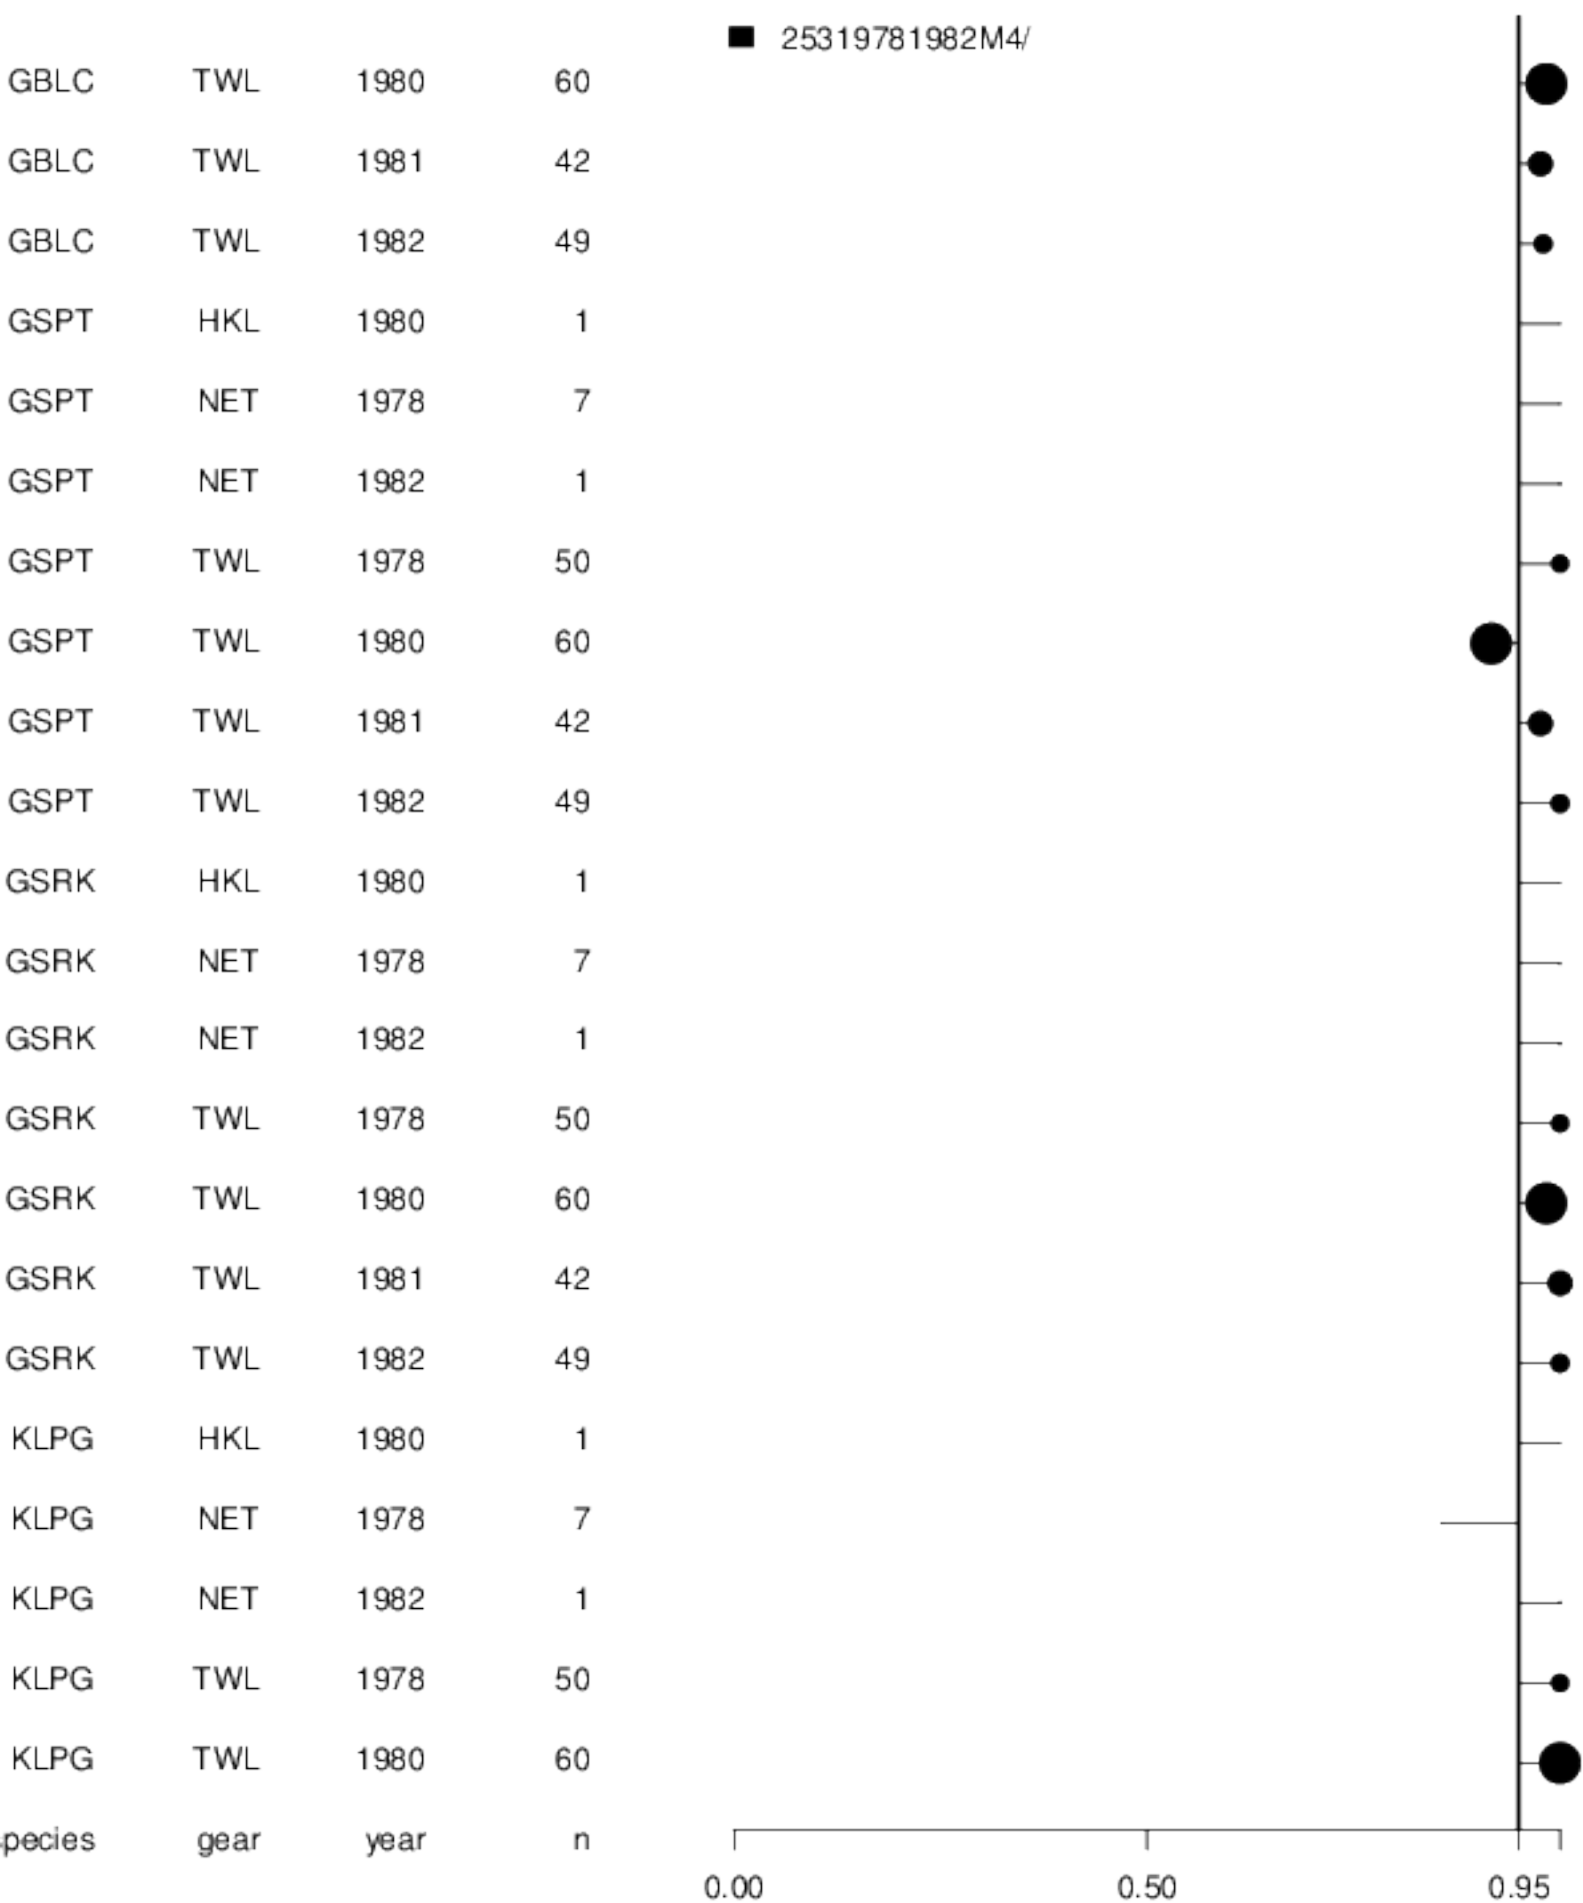 25319781982M4/
GBLC TWL 1980 60
GBLC TWL 1981 42
GBLC TWL 1982 49
GSPT HKL 1980 1
GSPT NET 1978 7
GSPT NET 1982 1
GSPT TWL 1978 50
GSPT TWL 1980 60
GSPT TWL 1981 42
GSPT TWL 1982 49
GSRK HKL 1980 1
GSRK NET 1978 7
GSRK NET 1982 1
GSRK TWL 1978 50
GSRK TWL 1980 60
GSRK TWL 1981 42
GSRK TWL 1982 49
KLPG HKL 1980 1
KLPG NET 1978 7
KLPG NET 1982 1
KLPG TWL 1978 50
KLPG TWL 1980 60
pecies gear year n
0.00 0.50 0.95